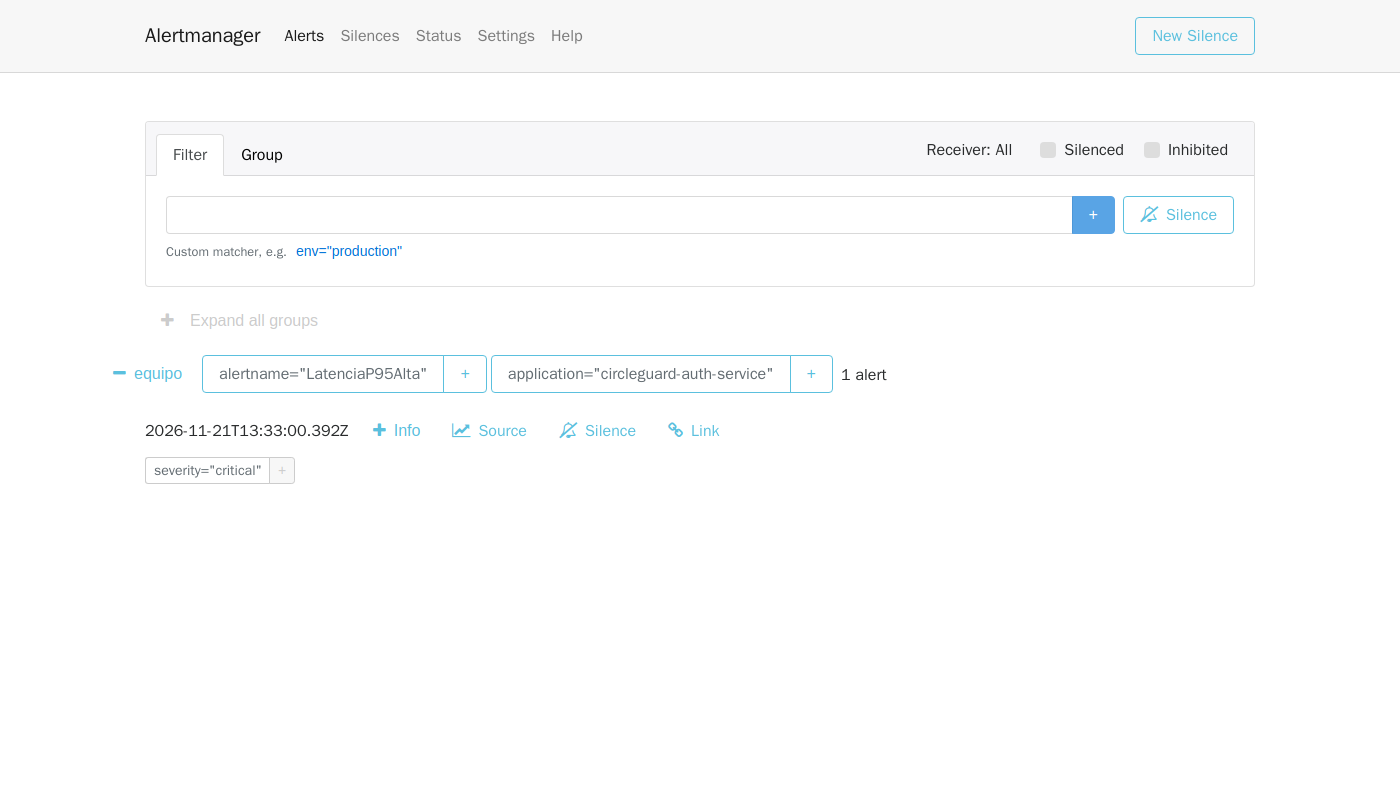 Alertmanager Alerts Silences Status Settings Help New Silence
Filter Group Receiver: All Silenced Inhibited
+ Silence
Custom matcher, e.g. env="production"
+ Expand all groups
equipo alertname="LatenciaP95Alta" + application="circleguard-auth-service" + 1 alert
2026-11-21T13:33:00.392Z + Info Source Silence Link
severity="critical" +